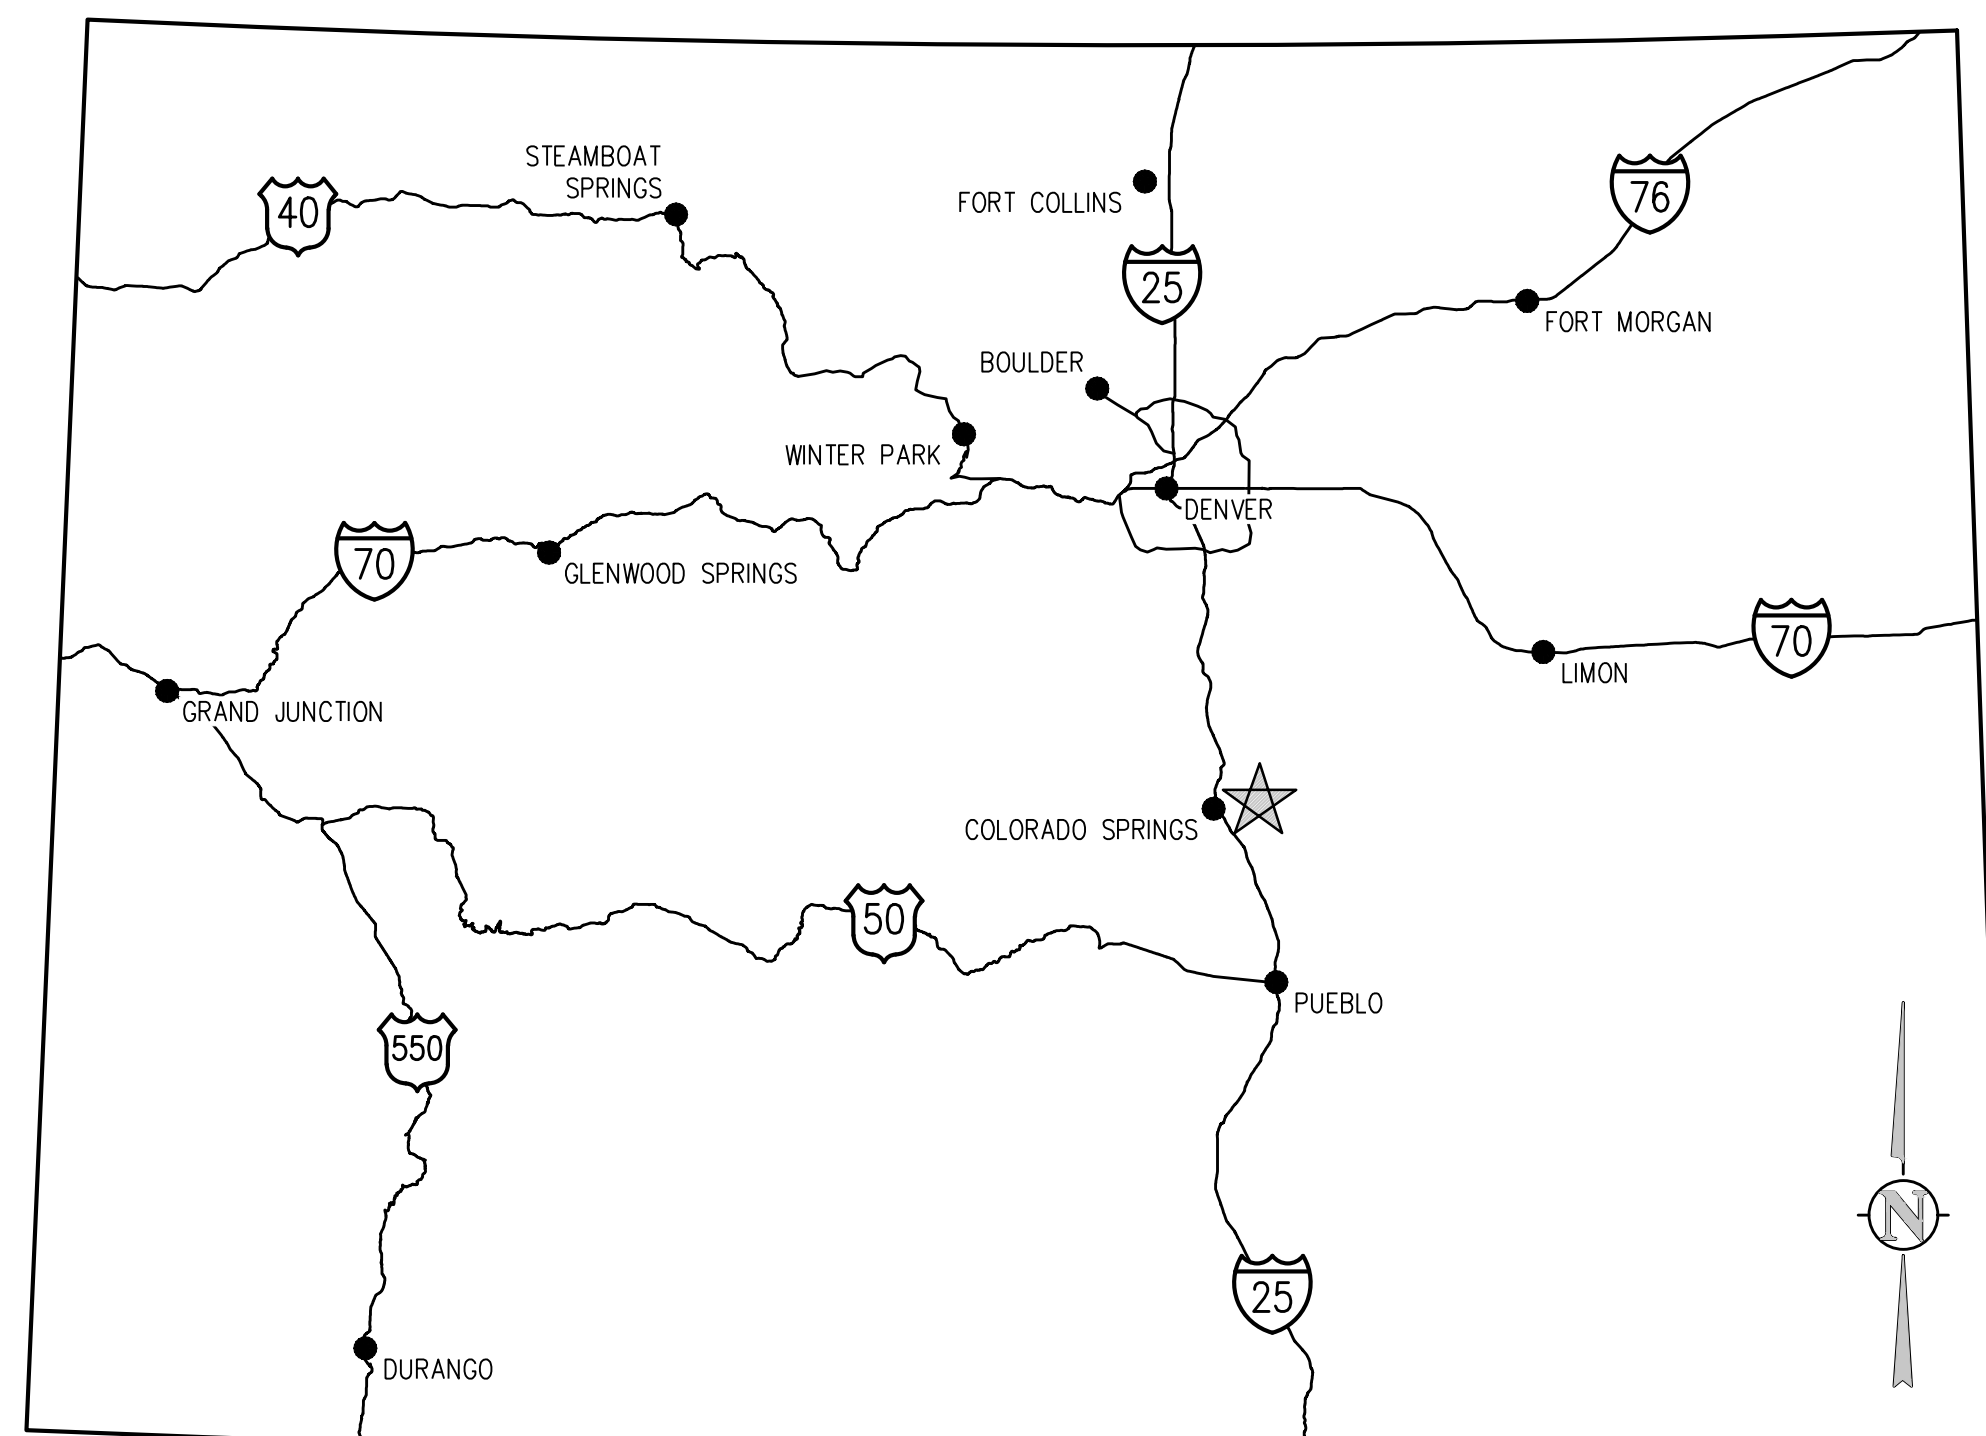 STEAMBOAT
SPRINGS
40
FORT COLLINS
76
25
FORT MORGAN
BOULDER
WINTER PARK
DENVER
70
GLENWOOD SPRINGS
70
LIMON
GRAND JUNCTION
COLORADO SPRINGS
50
PUEBLO
550
N
25
DURANGO